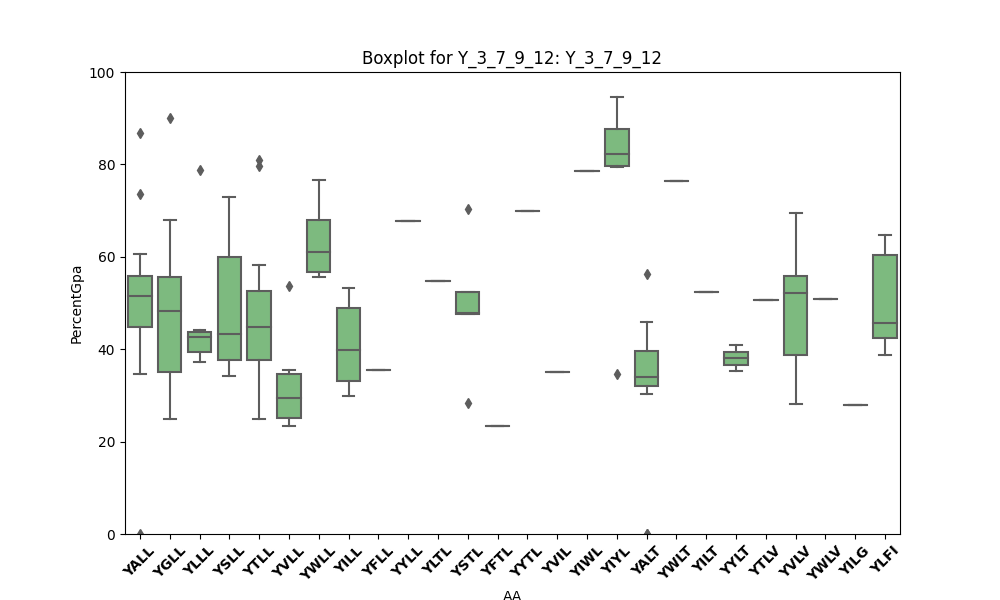 Boxplot for Y_3_7_9_12: Y_3_7_9_12
100
80
60
40
20
0
PercentGpa
YALL YGLL YLLL YSLL YTLL YVLL YWLL YILL YFLL YYLL YLTL YSTL YFTL YYTL YVIL YIWL YIYL YALT YWLT YILT YYLT YTLV YVLV YWLV YILG YLFI
AA